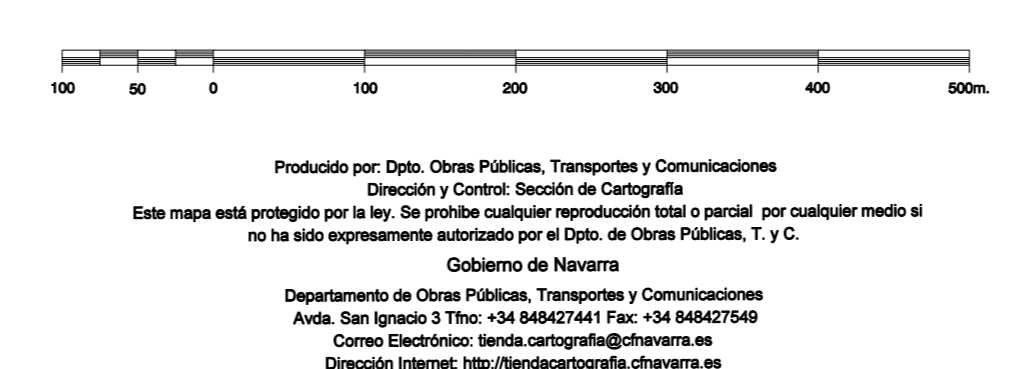 100 50 0 100 200 300 400 500m.
Producido por: Dpto. Obras Públicas, Transportes y Comunicaciones
Dirección y Control: Sección de Cartografía
Este mapa está protegido por la ley. Se prohibe cualquier reproducción total o parcial por cualquier medio si
no ha sido expresamente autorizado por el Dpto. de Obras Públicas, T. y C.
Gobierno de Navarra
Departamento de Obras Públicas, Transportes y Comunicaciones
Avda. San Ignacio 3 Tfno: +34 848427441 Fax: +34 848427549
Correo Electrónico: tienda.cartografia@cfnavarra.es
Dirección Internet: http://tiendacartografia.cfnavarra.es